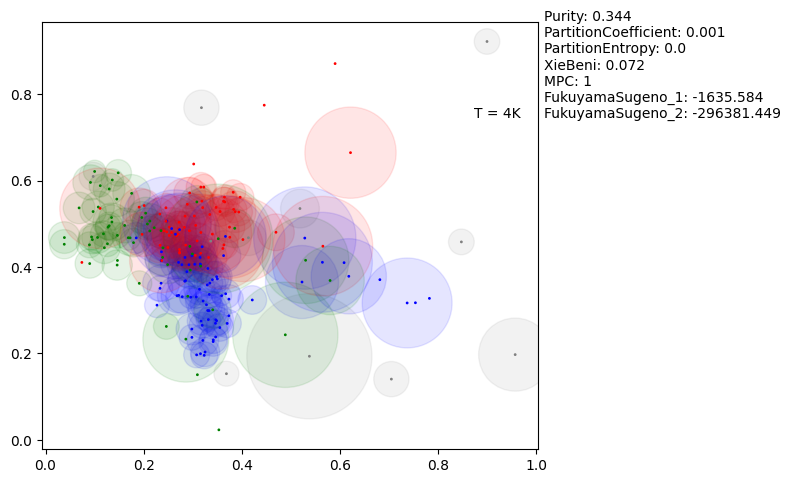 Purity: 0.344
PartitionCoefficient: 0.001
PartitionEntropy: 0.0
XieBeni: 0.072
MPC: 1
FukuyamaSugeno_1: -1635.584
FukuyamaSugeno_2: -296381.449
T = 4K
0.8
0.6
0.4
0.2
0.0
0.0 0.2 0.4 0.6 0.8 1.0